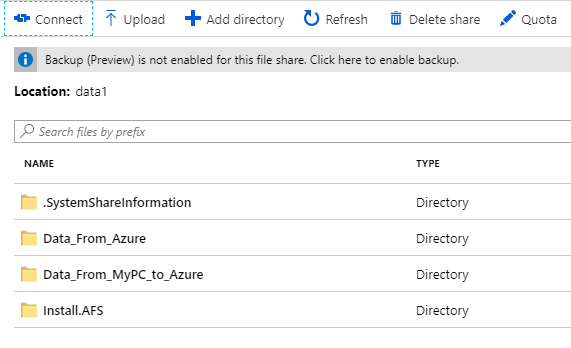 Connect Upload Add directory Refresh Delete share Quota
Backup (Preview) is not enabled for this file share. Click here to enable backup.
Location: data1
Search files by prefix
NAME TYPE
.SystemShareInformation Directory
Data_From_Azure Directory
Data_From_MyPC_to_Azure Directory
Install.AFS Directory